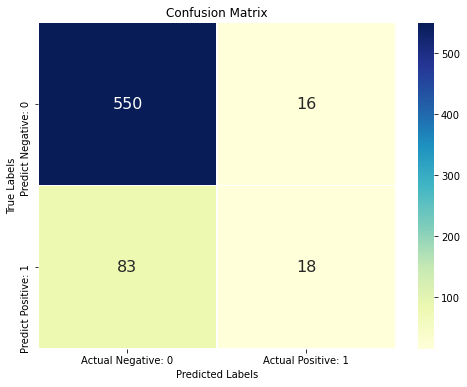 Confusion Matrix
True Labels
Predict Negative: 0
Predict Positive: 1
550
16
83
18
500
400
300
200
100
Actual Negative: 0
Actual Positive: 1
Predicted Labels